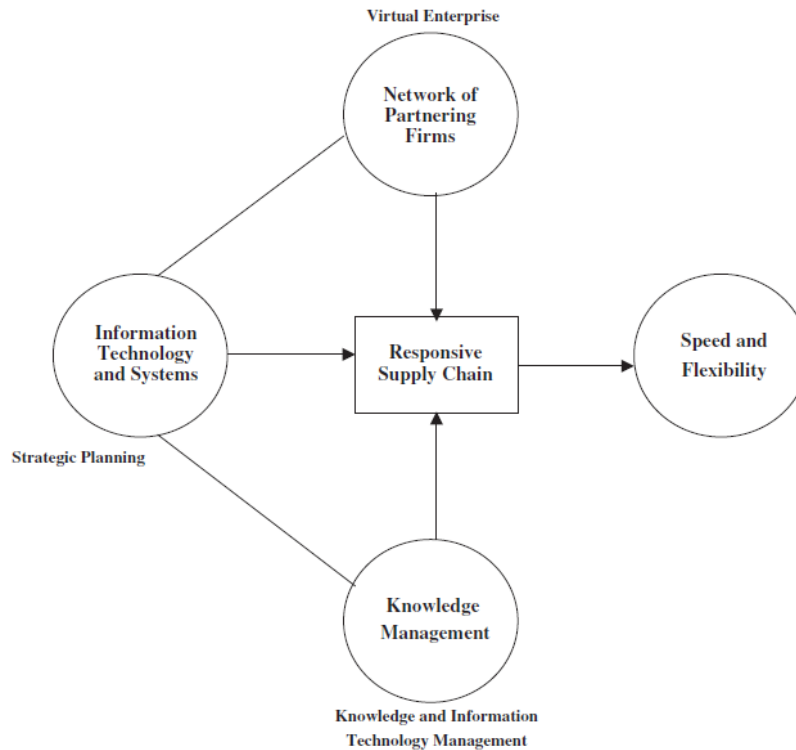 Virtual Enterprise
Network of
Partnering
Firms
Information
Technology
and Systems
Strategic Planning
Responsive
Supply Chain
Speed and
Flexibility
Knowledge
Management
Knowledge and Information
Technology Management